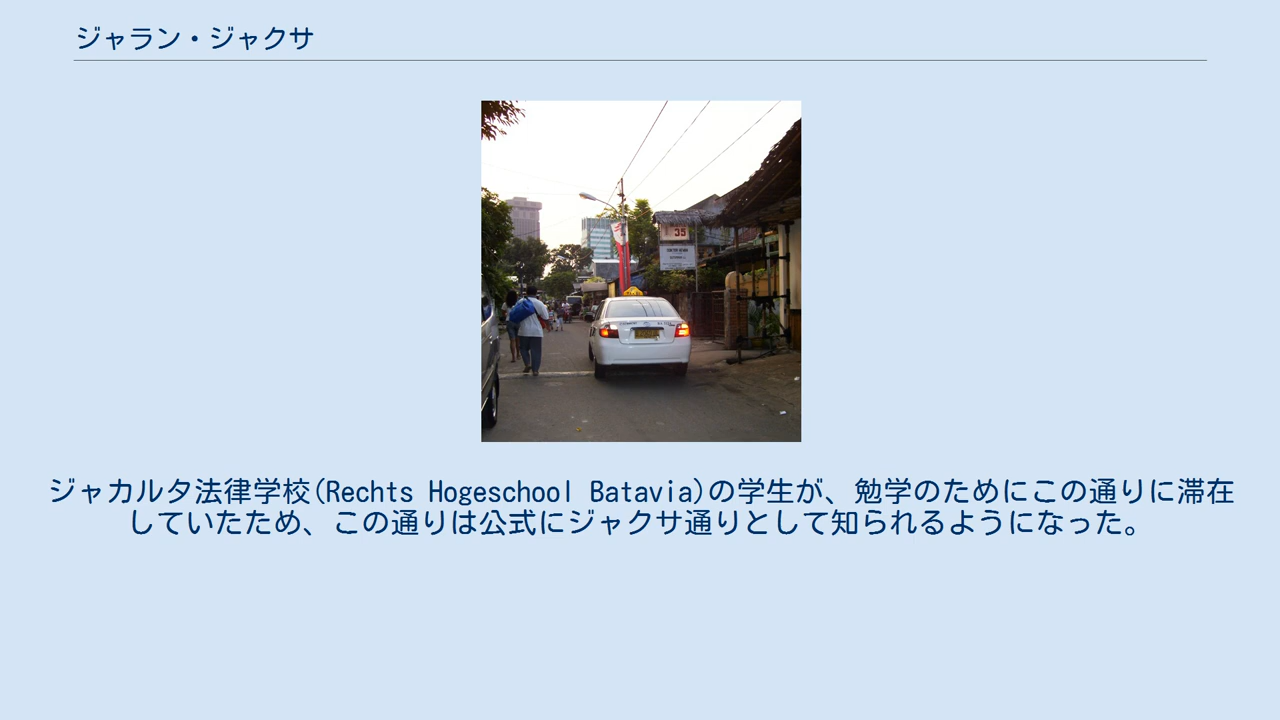 ジャラン・ジャクサ
35
ジャカルタ法律学校(Rechts Hogeschool Batavia)の学生が、勉学のためにこの通りに滞在
していたため、この通りは公式にジャクサ通りとして知られるようになった。